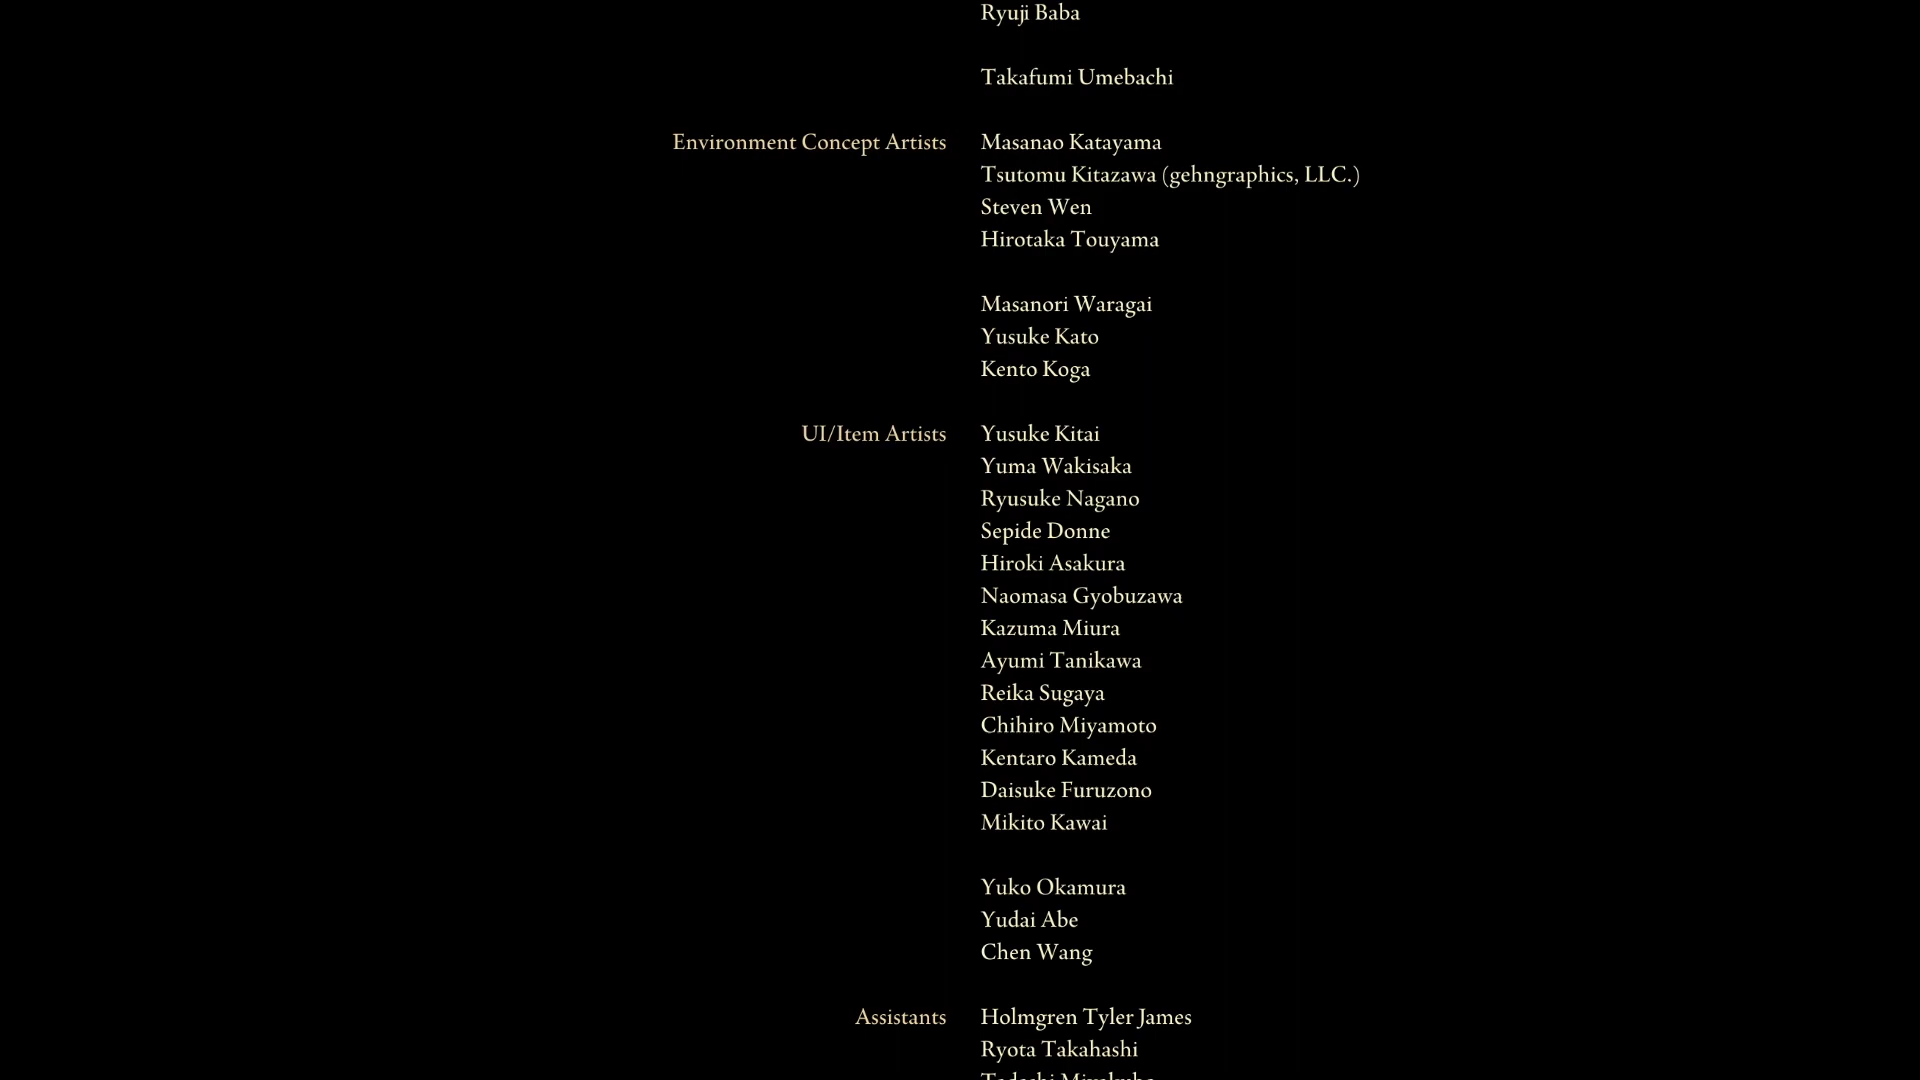 Ryuji Baba
Takafumi Umebachi
Environment Concept Artists Masanao Katayama
Tsutomu Kitazawa (gehngraphics, LLC.)
Steven Wen
Hirotaka Touyama
Masanori Waragai
Yusuke Kato
Kento Koga
UI/Item Artists Yusuke Kitai
Yuma Wakisaka
Ryusuke Nagano
Sepide Donne
Hiroki Asakura
Naomasa Gyobuzawa
Kazuma Miura
Ayumi Tanikawa
Reika Sugaya
Chihiro Miyamoto
Kentaro Kameda
Daisuke Furuzono
Mikito Kawai
Yuko Okamura
Yudai Abe
Chen Wang
Assistants Holmgren Tyler James
Ryota Takahashi